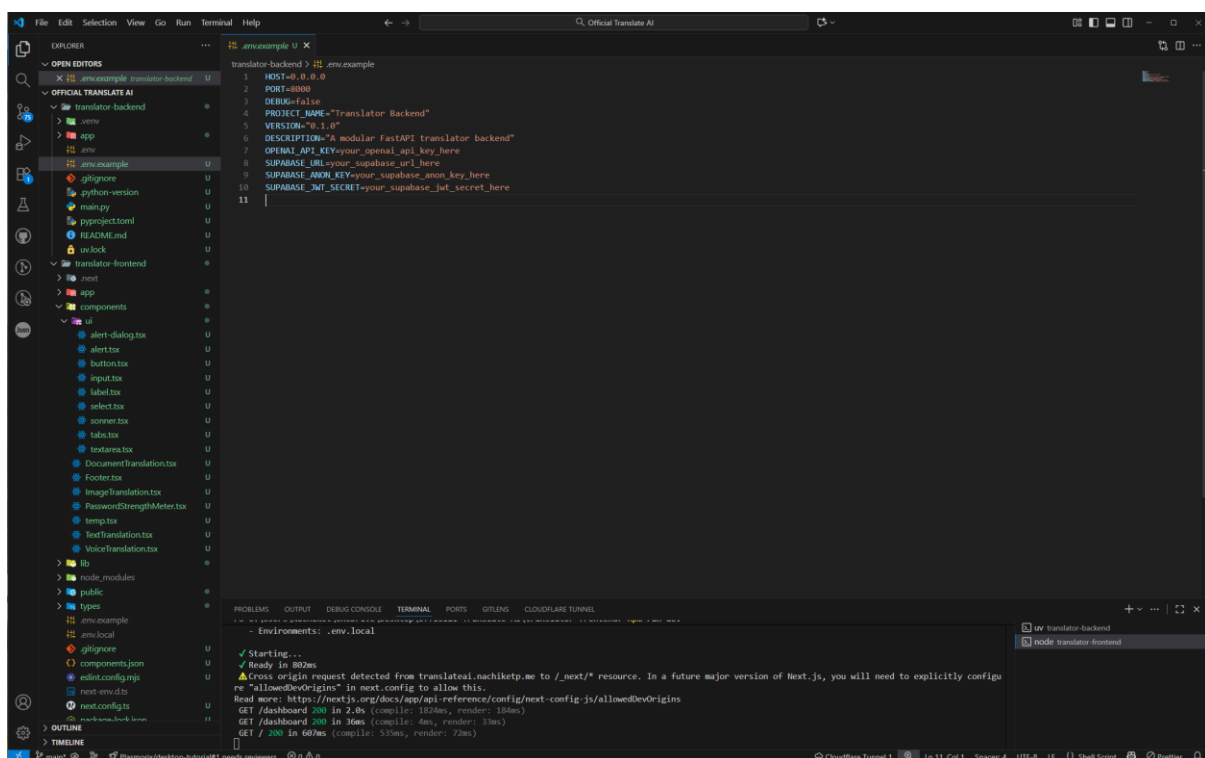 File Edit Selection View Go Run Terminal Help
Official Translate AI
EXPLORER
.env.example U
OPEN EDITORS
.env.example translator-backend U
OFFICIAL TRANSLATE AI
translator-backend
.venv
app
.env
.env.example U
.gitignore U
.python-version U
main.py U
pyproject.toml U
README.md U
uv.lock U
translator-frontend
.next
app
components
ui
alert-dialog.tsx U
alert.tsx U
button.tsx U
input.tsx U
label.tsx U
select.tsx U
sonner.tsx U
tabs.tsx U
textarea.tsx U
DocumentTranslation.tsx U
Footer.tsx U
ImageTranslation.tsx U
PasswordStrengthMeter.tsx U
temp.tsx U
TextTranslation.tsx U
VoiceTranslation.tsx U
lib
node_modules
public
types
.env.example
.env.local
.gitignore U
components.json U
eslint.config.mjs U
next-env.d.ts
next.config.ts U
package-lock.json U
OUTLINE
TIMELINE
translator-backend > .env.example
1 HOST=0.0.0.0
2 PORT=8000
3 DEBUG=false
4 PROJECT_NAME="Translator Backend"
5 VERSION="0.1.0"
6 DESCRIPTION="A modular FastAPI translator backend"
7 OPENAI_API_KEY=your_openai_api_key_here
8 SUPABASE_URL=your_supabase_url_here
9 SUPABASE_ANON_KEY=your_supabase_anon_key_here
10 SUPABASE_JWT_SECRET=your_supabase_jwt_secret_here
11
PROBLEMS OUTPUT DEBUG CONSOLE TERMINAL PORTS GITLENS CLOUDFLARE TUNNEL
- Environments: .env.local
✓ Starting...
✓ Ready in 802ms
⚠Cross origin request detected from translateai.nachiketp.me to /_next/* resource. In a future major version of Next.js, you will need to explicitly configu
re "allowedDevOrigins" in next.config to allow this.
Read more: https://nextjs.org/docs/app/api-reference/config/next-config-js/allowedDevOrigins
GET /dashboard 200 in 2.0s (compile: 1824ms, render: 184ms)
GET /dashboard 200 in 36ms (compile: 4ms, render: 33ms)
GET / 200 in 607ms (compile: 535ms, render: 72ms)
uv translator-backend
node translator-frontend
main* Plasmorix/desktop-tutorial#1 needs reviewers 0 0
Cloudflare Tunnel 1 Ln 11, Col 1 Spaces: 4 UTF-8 LF Shell Script Prettier